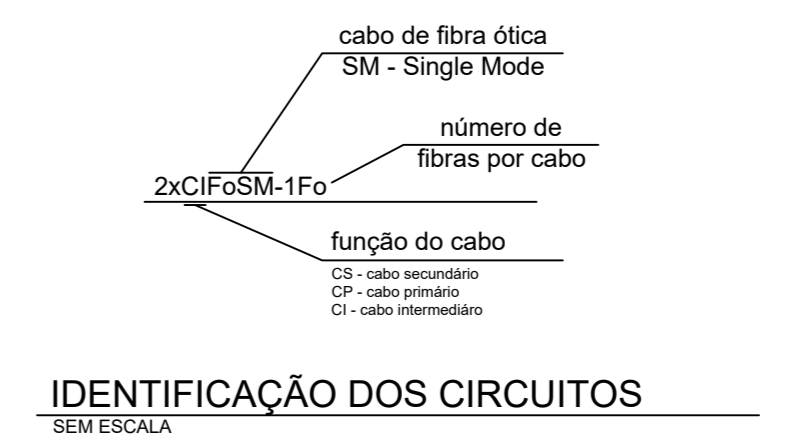 cabo de fibra ótica
SM - Single Mode
número de
fibras por cabo
2xCIFoSM-1Fo
função do cabo
CS - cabo secundário
CP - cabo primário
CI - cabo intermediáro
IDENTIFICAÇÃO DOS CIRCUITOS
SEM ESCALA